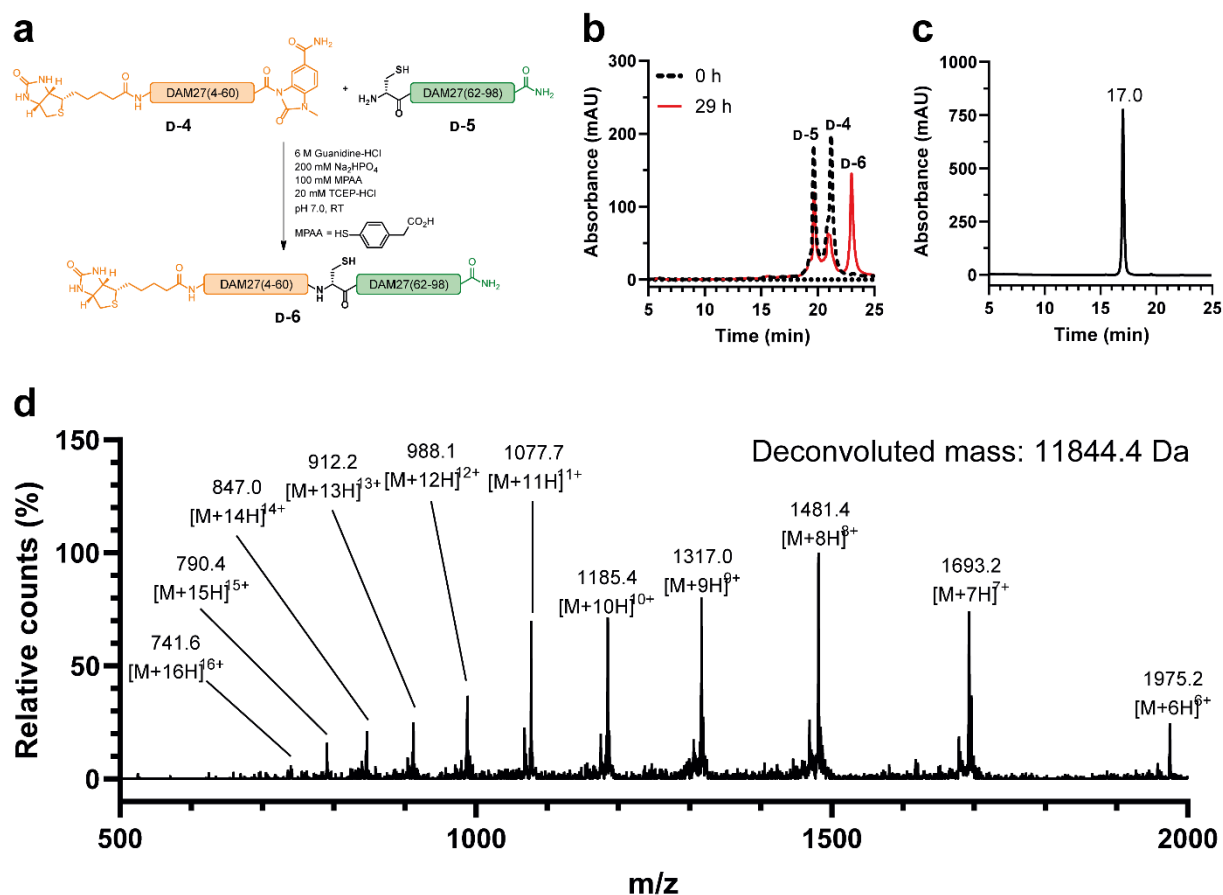 a
O
HN
NH
H
H
S
O
NH
DAM27(4-60)
O
NH₂
O
N
N
O
D-4
+
SH
H₂N
O
DAM27(62-98)
O
NH₂
D-5
6 M Guanidine-HCl
200 mM Na₂HPO₄
100 mM MPAA
20 mM TCEP-HCl
pH 7.0, RT
MPAA = HS
CO₂H
O
HN
NH
H
H
S
O
NH
DAM27(4-60)
SH
N
H
O
DAM27(62-98)
O
NH₂
D-6
b
0 h
29 h
D-5
D-4
D-6
Absorbance (mAU)
300
200
100
0
5
10
15
20
25
Time (min)
c
17.0
Absorbance (mAU)
1000
750
500
250
0
5
10
15
20
25
Time (min)
d
Deconvoluted mass: 11844.4 Da
Relative counts (%)
150
100
50
0
741.6
[M+16H]¹⁶⁺
790.4
[M+15H]¹⁵⁺
847.0
[M+14H]¹⁴⁺
912.2
[M+13H]¹³⁺
988.1
[M+12H]¹²⁺
1077.7
[M+11H]¹¹⁺
1185.4
[M+10H]¹⁰⁺
1317.0
[M+9H]⁹⁺
1481.4
[M+8H]⁸⁺
1693.2
[M+7H]⁷⁺
1975.2
[M+6H]⁶⁺
500
1000
1500
2000
m/z